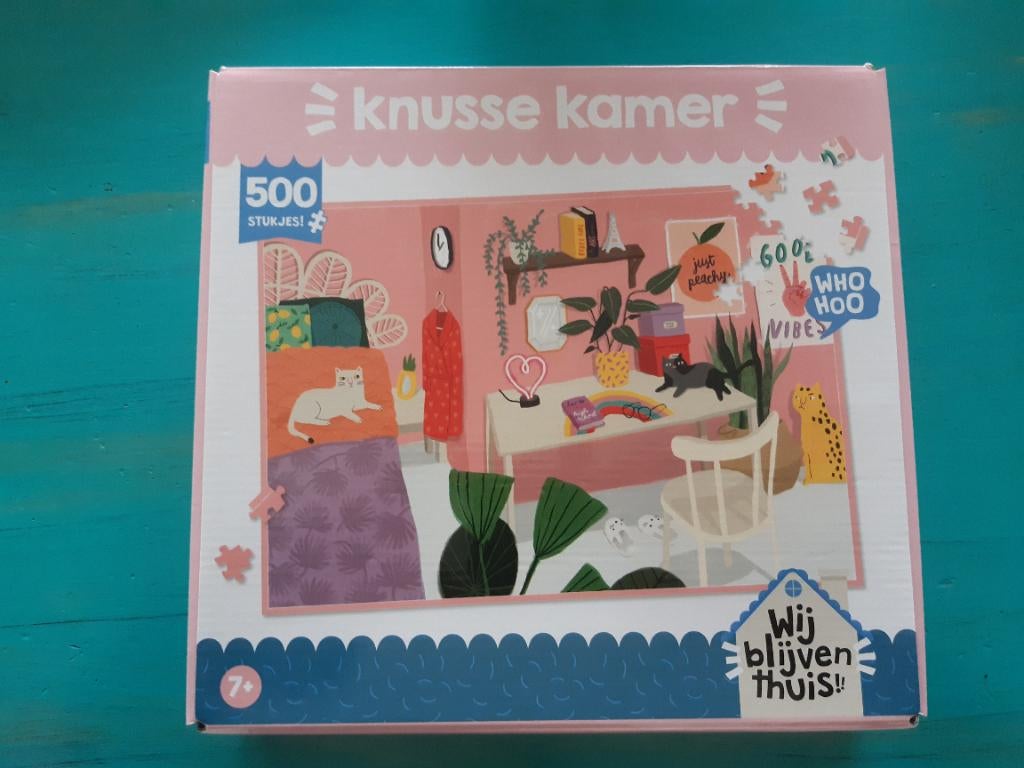 knusse kamer
500
STUKJES!
just
peachy
GOOD
VIBES
WHO
HOO
7+
Wij
blijven
thuis!!